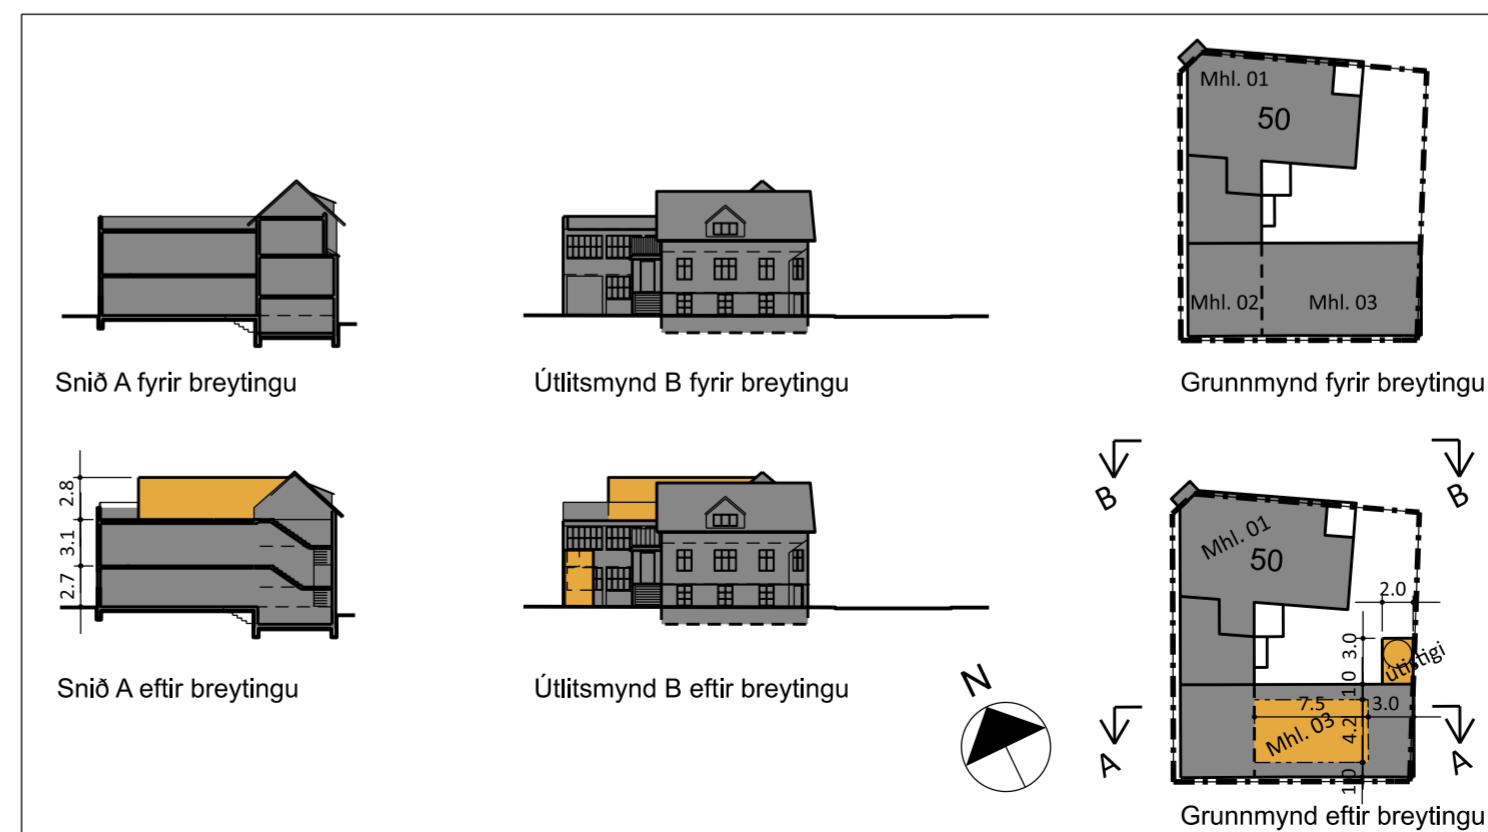 Mhl. 01
50
Mhl. 02
Mhl. 03
Snið A fyrir breytingu
Útlitsmynd B fyrir breytingu
Grunnmynd fyrir breytingu
2.8
3.1
2.7
B
B
Mhl. 01
50
2.0
3.0
útistigi
1.0
7.5
3.0
4.2
Mhl. 03
1.0
A
A
N
Snið A eftir breytingu
Útlitsmynd B eftir breytingu
Grunnmynd eftir breytingu